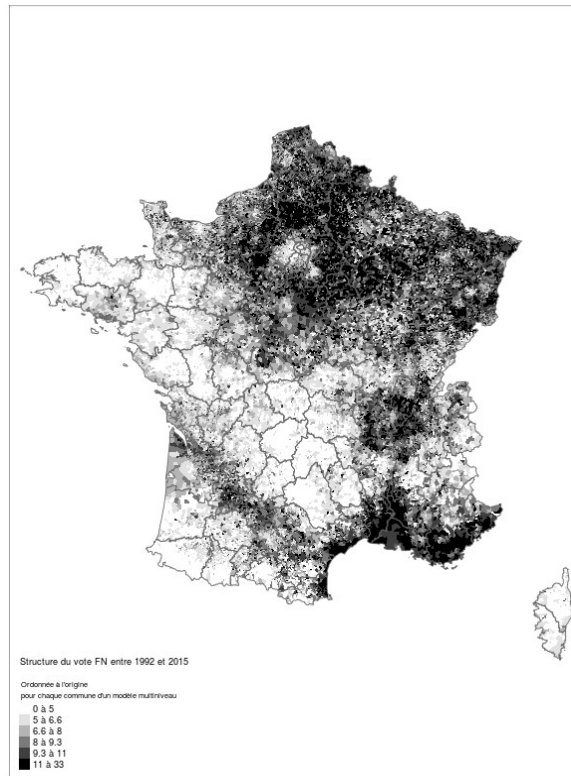 Structure du vote FN entre 1992 et 2015
Ordonnée à l'origine
pour chaque commune d'un modèle multiniveau
0 à 5
5 à 6.6
6.6 à 8
8 à 9.3
9.3 à 11
11 à 33